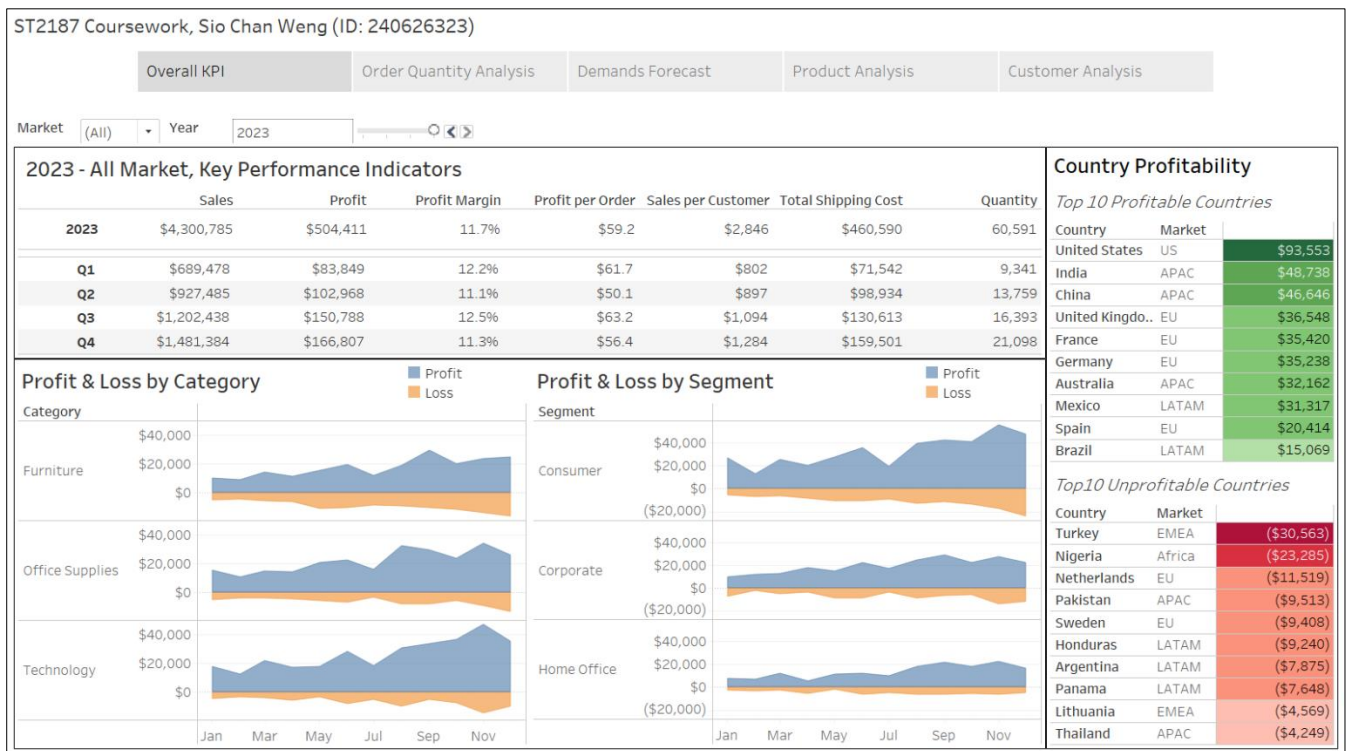 ST2187 Coursework, Sio Chan Weng (ID: 240626323)
Overall KPI Order Quantity Analysis Demands Forecast Product Analysis Customer Analysis
Market (All) Year 2023
2023 - All Market, Key Performance Indicators
Sales Profit Profit Margin Profit per Order Sales per Customer Total Shipping Cost Quantity
2023 $4,300,785 $504,411 11.7% $59.2 $2,846 $460,590 60,591
Q1 $689,478 $83,849 12.2% $61.7 $802 $71,542 9,341
Q2 $927,485 $102,968 11.1% $50.1 $897 $98,934 13,759
Q3 $1,202,438 $150,788 12.5% $63.2 $1,094 $130,613 16,393
Q4 $1,481,384 $166,807 11.3% $56.4 $1,284 $159,501 21,098
Profit & Loss by Category
Profit
Loss
Category
Furniture
$40,000
$20,000
$0
Office Supplies
$40,000
$20,000
$0
Technology
$40,000
$20,000
$0
Jan Mar May Jul Sep Nov
Profit & Loss by Segment
Profit
Loss
Segment
Consumer
$40,000
$20,000
$0
($20,000)
Corporate
$40,000
$20,000
$0
($20,000)
Home Office
$40,000
$20,000
$0
($20,000)
Jan Mar May Jul Sep Nov
Country Profitability
Top 10 Profitable Countries
Country Market
United States US $93,553
India APAC $48,738
China APAC $46,646
United Kingdo.. EU $36,548
France EU $35,420
Germany EU $35,238
Australia APAC $32,162
Mexico LATAM $31,317
Spain EU $20,414
Brazil LATAM $15,069
Top10 Unprofitable Countries
Country Market
Turkey EMEA ($30,563)
Nigeria Africa ($23,285)
Netherlands EU ($11,519)
Pakistan APAC ($9,513)
Sweden EU ($9,408)
Honduras LATAM ($9,240)
Argentina LATAM ($7,875)
Panama LATAM ($7,648)
Lithuania EMEA ($4,569)
Thailand APAC ($4,249)